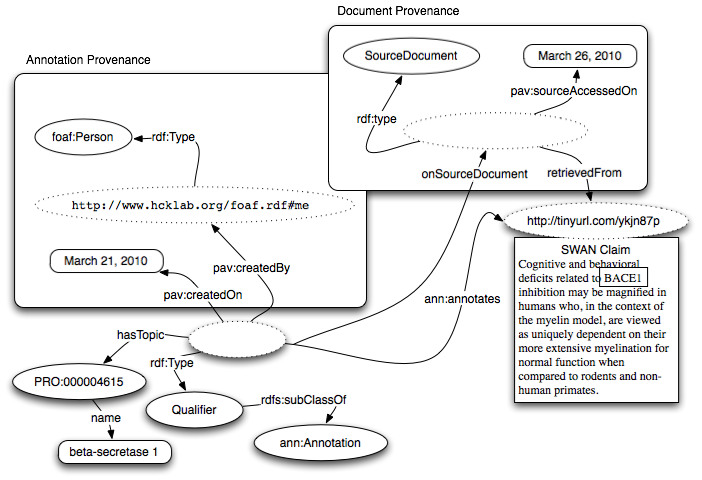 Document Provenance
Annotation Provenance
SourceDocument
March 26, 2010
pav:sourceAccessedOn
rdf:type
foaf:Person
rdf:Type
onSourceDocument
retrievedFrom
http://www.hcklab.org/foaf.rdf#me
http://tinyurl.com/ykjn87p
March 21, 2010
pav:createdBy
pav:createdOn
ann:annotates
SWAN Claim
Cognitive and behavioral
deficits related to BACE1
inhibition may be magnified in
humans who, in the context of
the myelin model, are viewed
as uniquely dependent on their
more extensive myelination for
normal function when
compared to rodents and non-
human primates.
hasTopic
rdf:Type
PRO:000004615
Qualifier
rdfs:subClassOf
name
beta-secretase 1
ann:Annotation